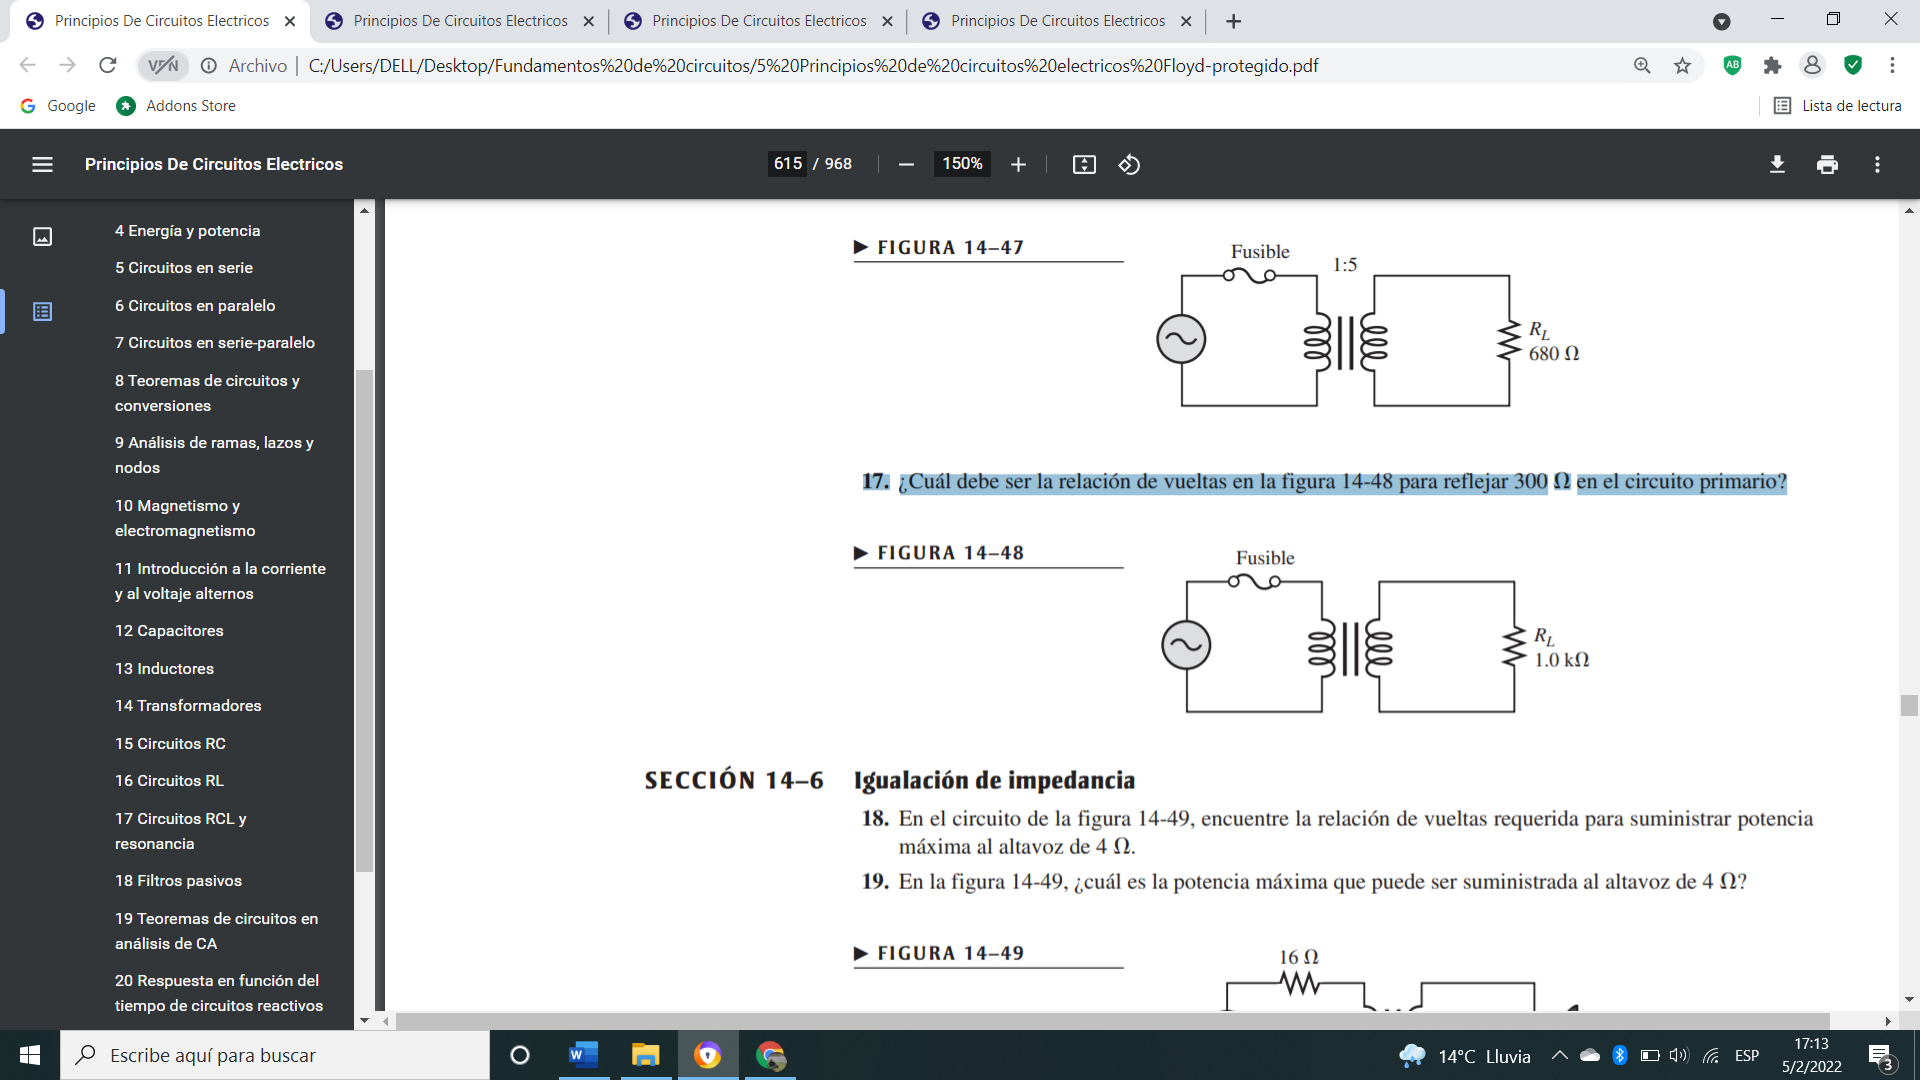 Principios De Circuitos Electricos
Principios De Circuitos Electricos
Principios De Circuitos Electricos
Principios De Circuitos Electricos
VPN
Archivo
C:/Users/DELL/Desktop/Fundamentos%20de%20circuitos/5%20Principios%20de%20circuitos%20electricos%20Floyd-protegido.pdf
AB
Google
Addons Store
Lista de lectura
Principios De Circuitos Electricos
615 / 968
150%
4 Energía y potencia
5 Circuitos en serie
6 Circuitos en paralelo
7 Circuitos en serie-paralelo
8 Teoremas de circuitos y
conversiones
9 Análisis de ramas, lazos y
nodos
10 Magnetismo y
electromagnetismo
11 Introducción a la corriente
y al voltaje alternos
12 Capacitores
13 Inductores
14 Transformadores
15 Circuitos RC
16 Circuitos RL
17 Circuitos RCL y
resonancia
18 Filtros pasivos
19 Teoremas de circuitos en
análisis de CA
20 Respuesta en función del
tiempo de circuitos reactivos
▶ FIGURA 14–47
Fusible
1:5
RL
680 Ω
17. ¿Cuál debe ser la relación de vueltas en la figura 14-48 para reflejar 300 Ω en el circuito primario?
▶ FIGURA 14–48
Fusible
RL
1.0 kΩ
SECCIÓN 14–6 Igualación de impedancia
18. En el circuito de la figura 14-49, encuentre la relación de vueltas requerida para suministrar potencia
máxima al altavoz de 4 Ω.
19. En la figura 14-49, ¿cuál es la potencia máxima que puede ser suministrada al altavoz de 4 Ω?
▶ FIGURA 14–49
16 Ω
Escribe aquí para buscar
W
14°C Lluvia
ESP
17:13
5/2/2022
3